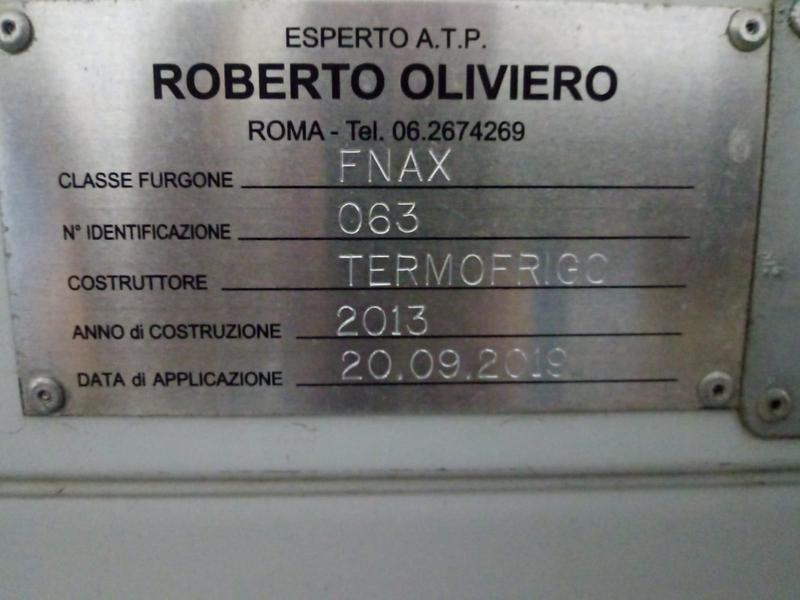 ESPERTO A.T.P.
ROBERTO OLIVIERO
ROMA - Tel. 06.2674269
CLASSE FURGONE FNAX
N° IDENTIFICAZIONE 063
COSTRUTTORE TERMOFRIGO
ANNO di COSTRUZIONE 2013
DATA di APPLICAZIONE 20.09.2019